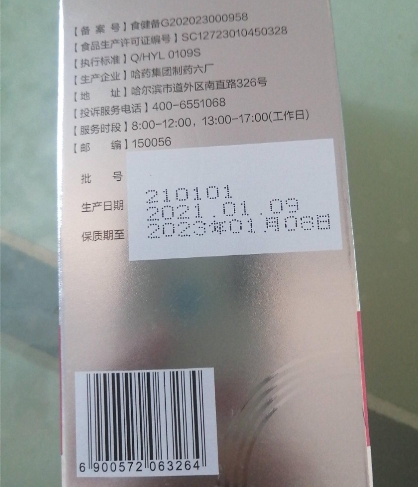 【备 案 号】食健备G202023000958
【食品生产许可证编号】SC12723010450328
【执行标准】Q/HYL 0109S
【生产企业】哈药集团制药六厂
【地 址】哈尔滨市道外区南直路326号
【投诉服务电话】400-6551068
【服务时段】8:00-12:00，13:00-17:00(工作日)
【邮 编】150056
批 号 210101
生产日期 2021.01.09
保质期至 2023年01月08日
6 900572 063264